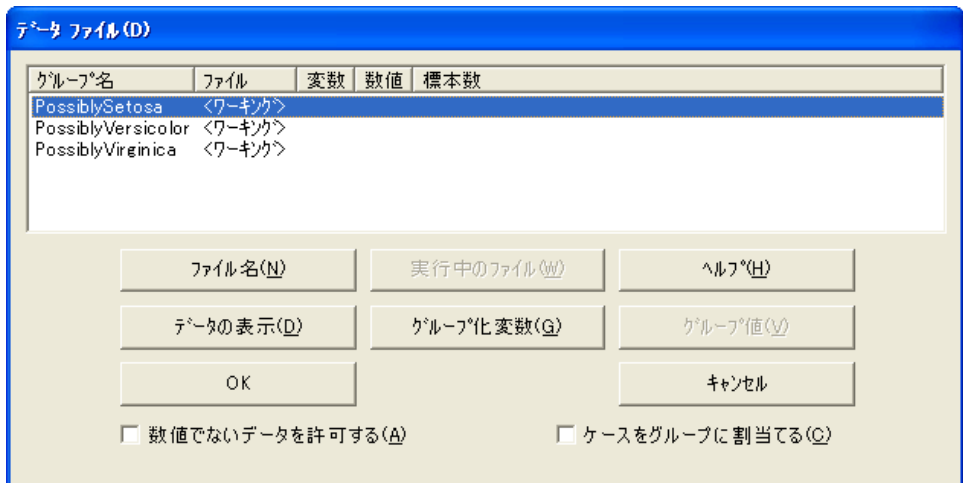 データ ファイル(D)
グループ名 ファイル 変数 数値 標本数
PossiblySetosa <ワーキング>
PossiblyVersicolor <ワーキング>
PossiblyVirginica <ワーキング>
ファイル名(N) 実行中のファイル(W) ヘルプ(H)
データの表示(D) グループ化変数(G) グループ値(V)
OK キャンセル
数値でないデータを許可する(A) ケースをグループに割当てる(C)